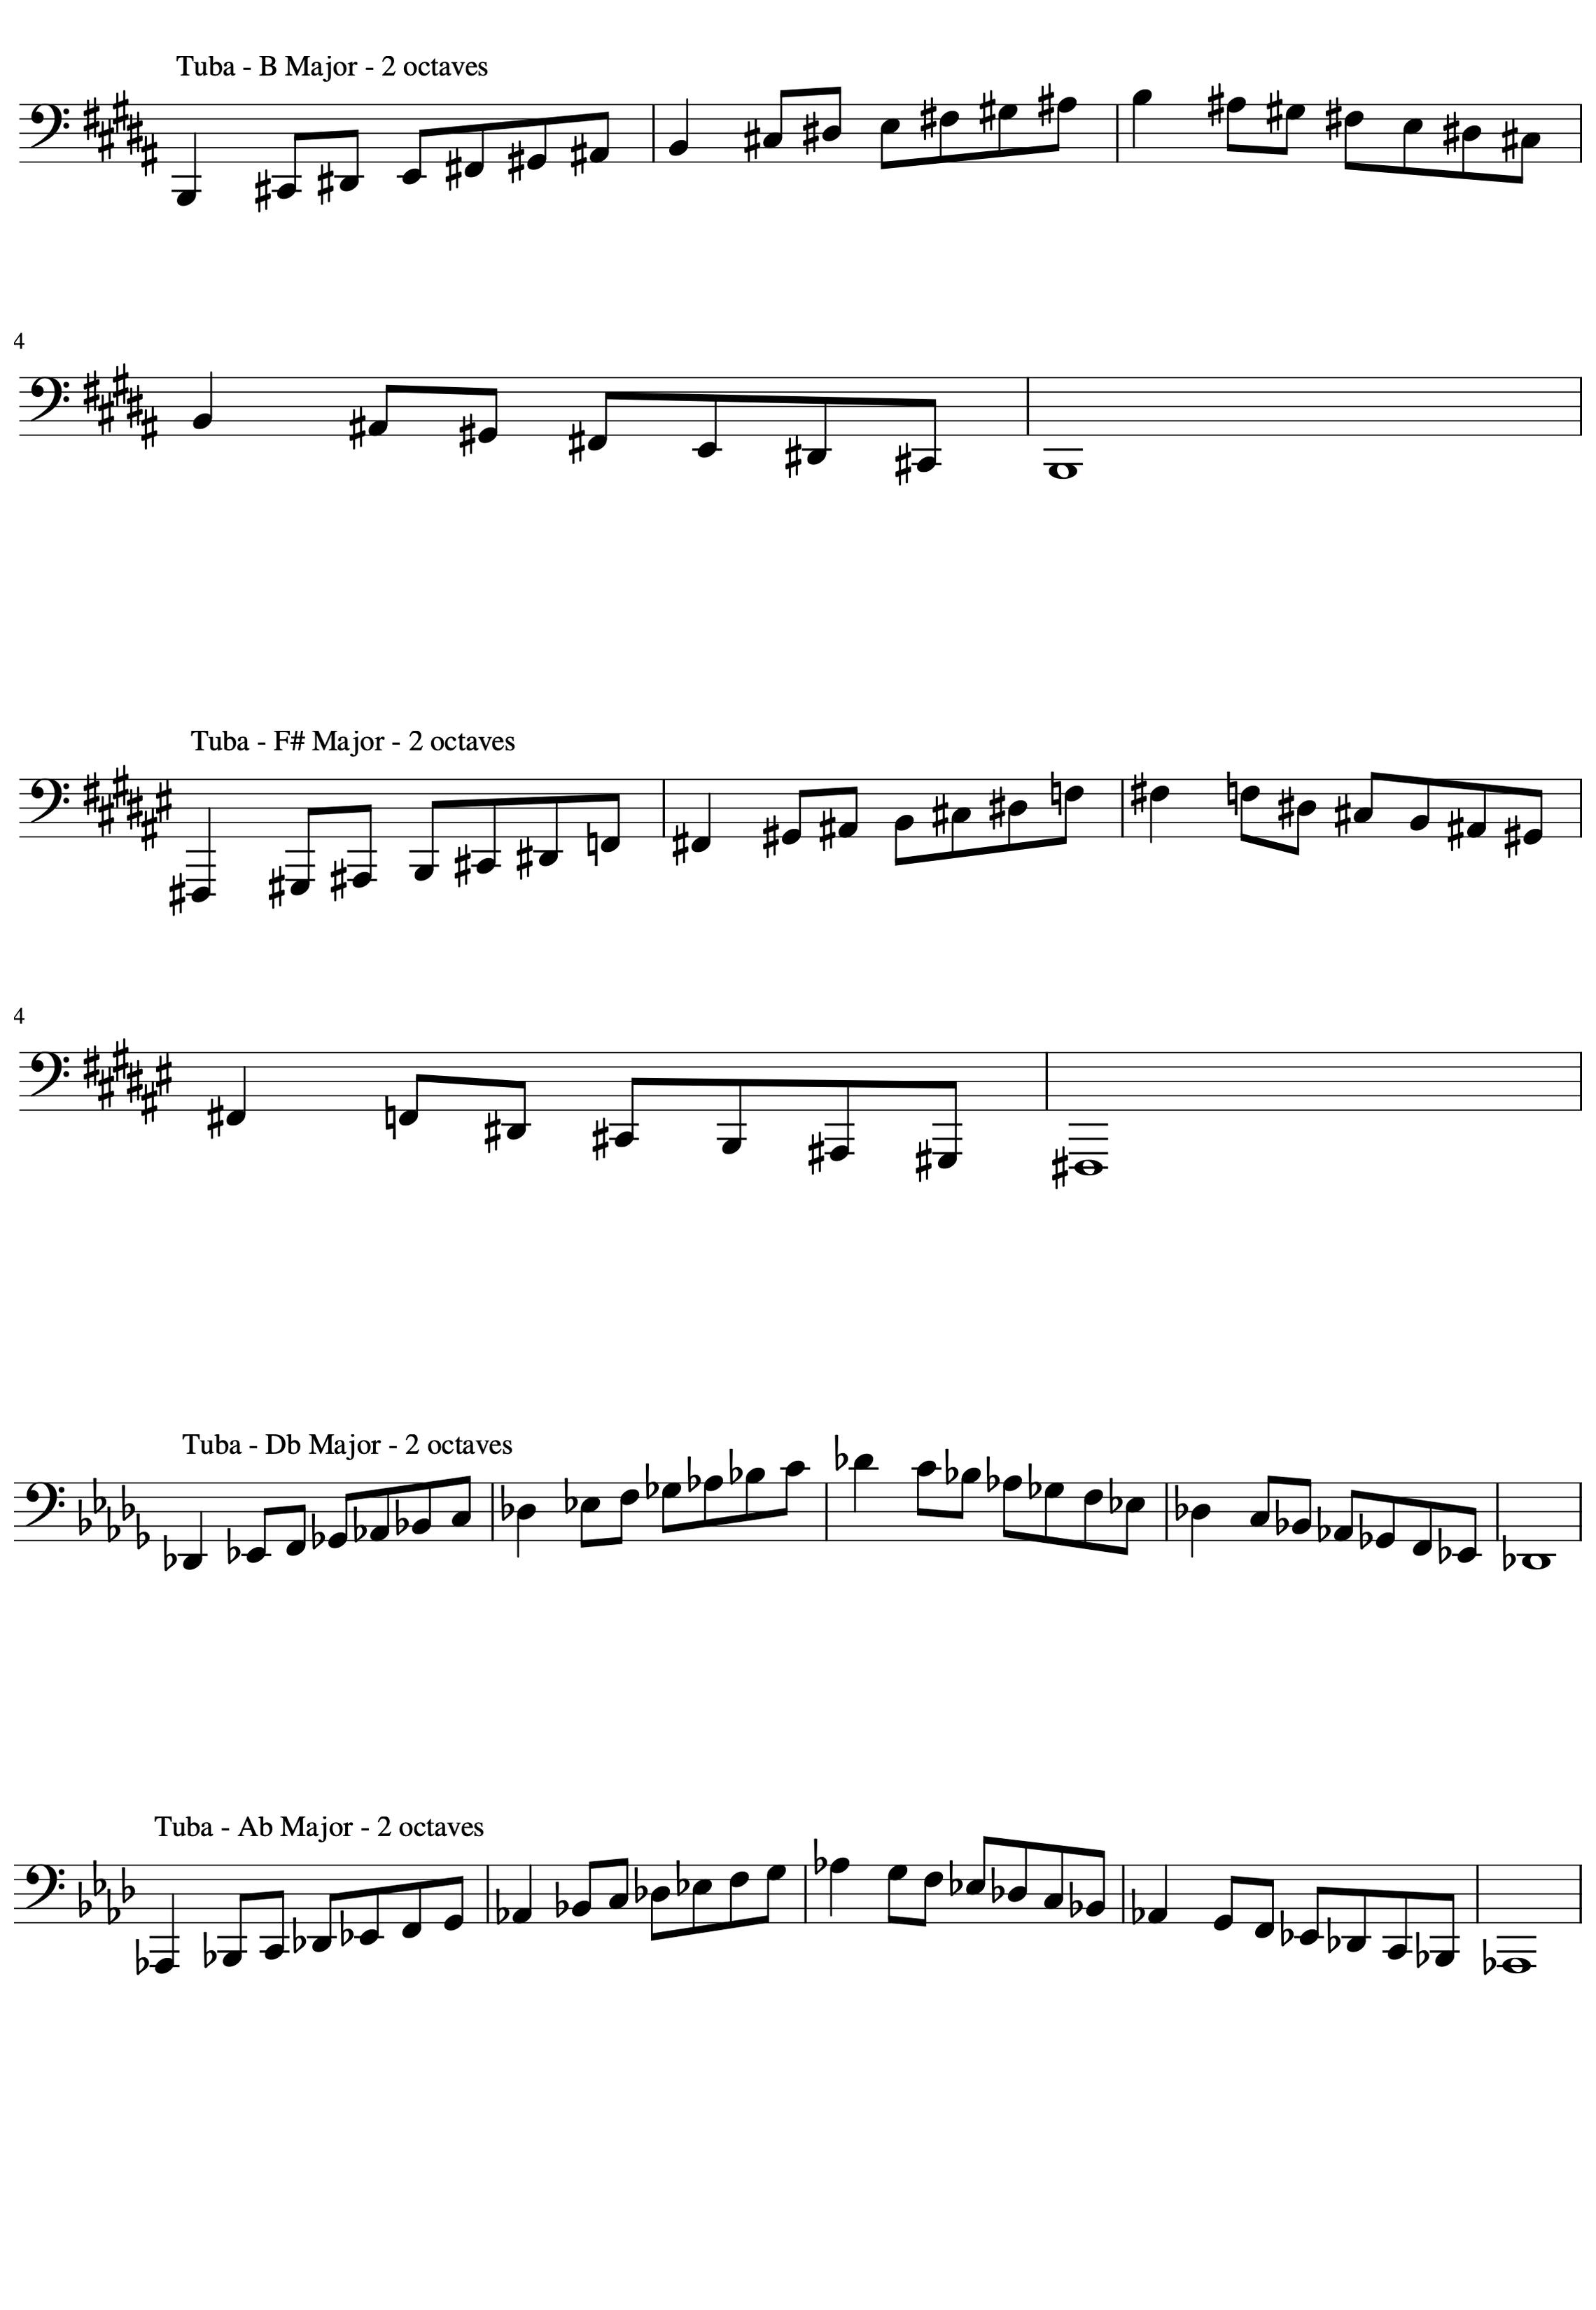 Tuba - B Major - 2 octaves
4
Tuba - F# Major - 2 octaves
4
Tuba - Db Major - 2 octaves
Tuba - Ab Major - 2 octaves